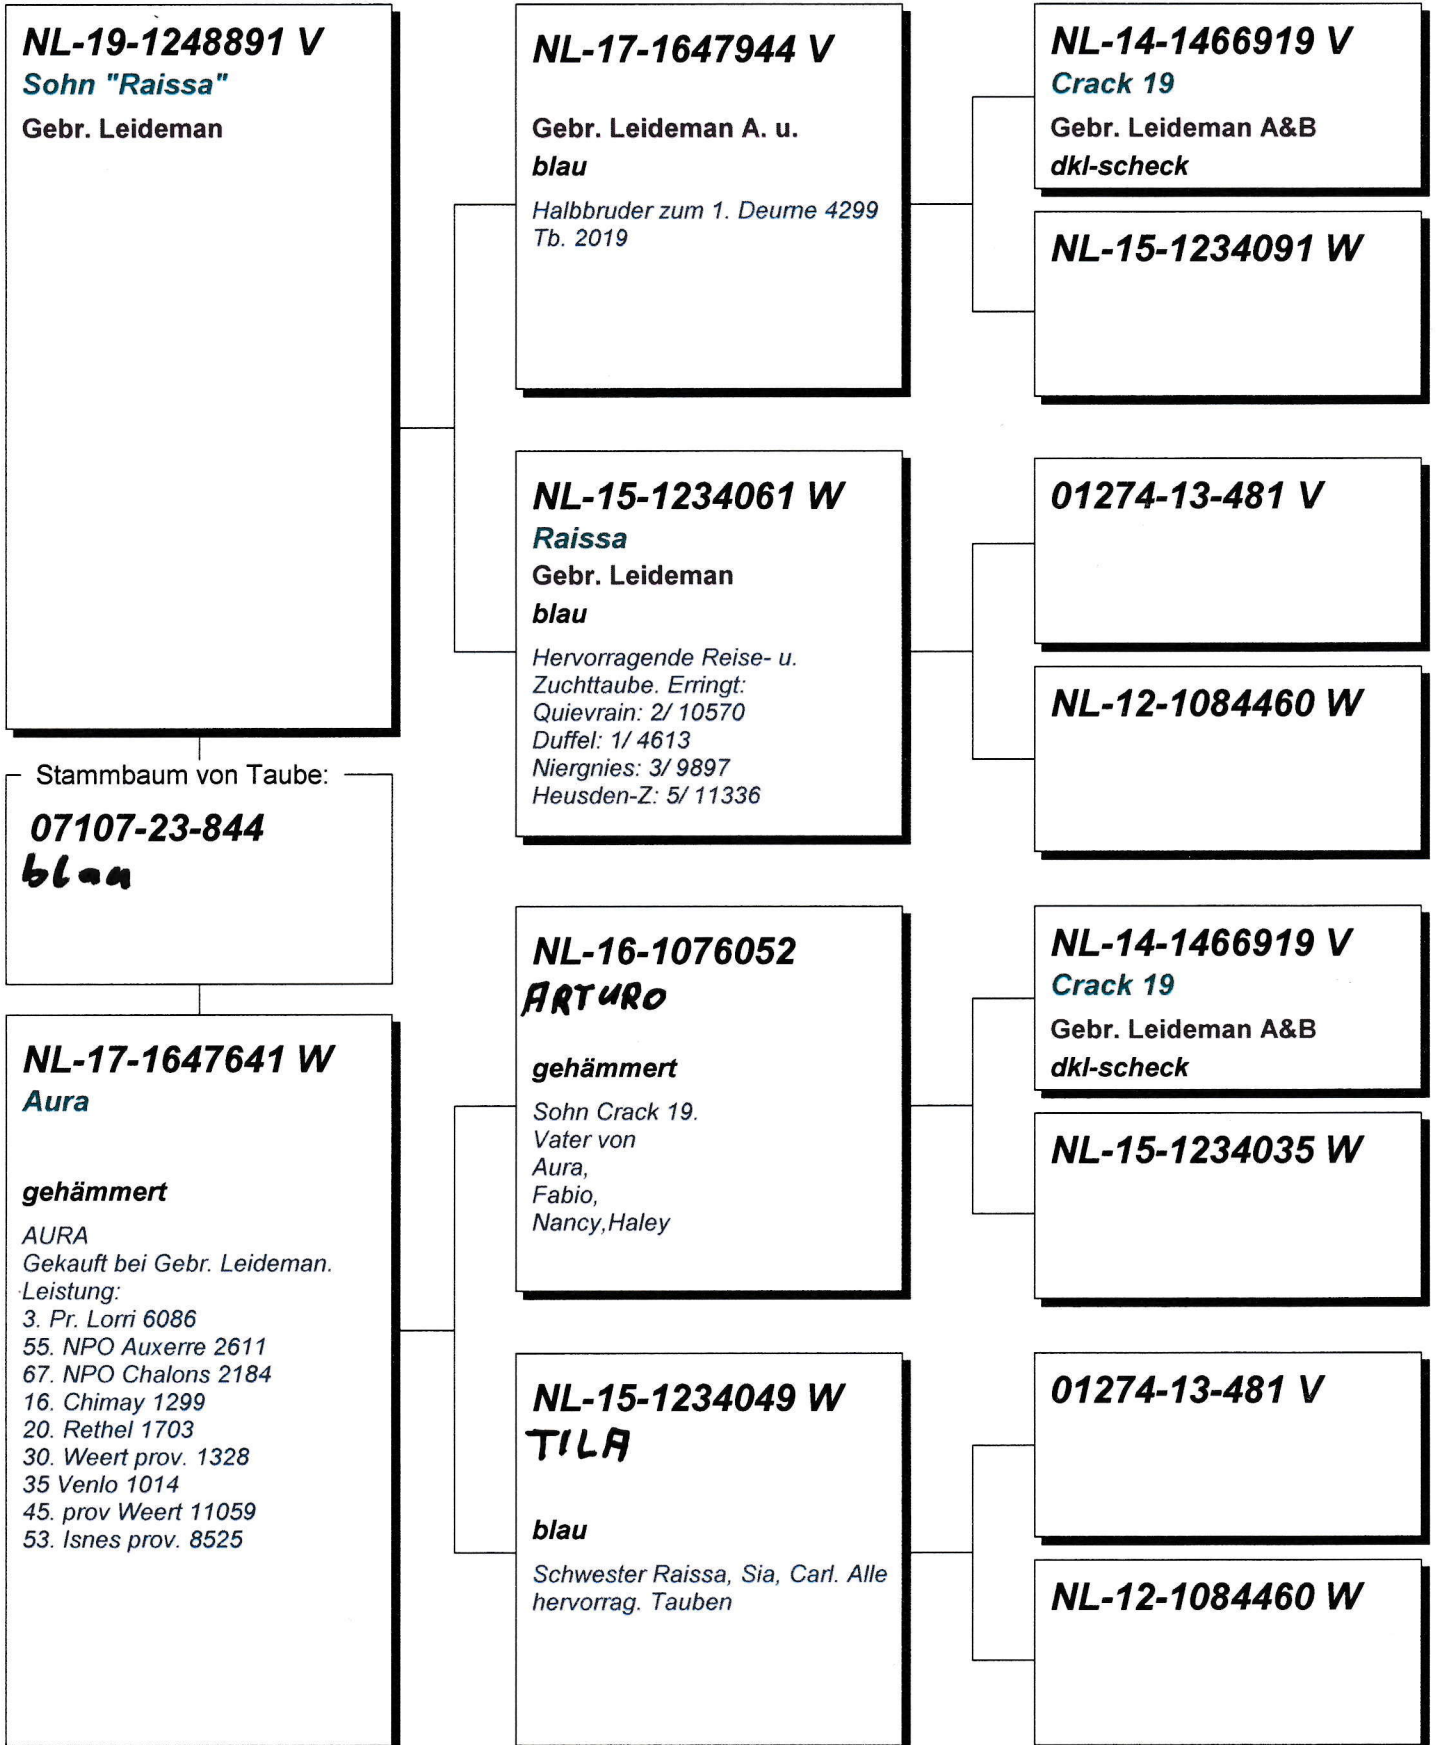 NL-19-1248891 V
Sohn "Raissa"
Gebr. Leideman
Stammbaum von Taube:
07107-23-844
blau
NL-17-1647641 W
Aura
gehämmert
AURA
Gekauft bei Gebr. Leideman.
Leistung:
3. Pr. Lorri 6086
55. NPO Auxerre 2611
67. NPO Chalons 2184
16. Chimay 1299
20. Rethel 1703
30. Weert prov. 1328
35 Venlo 1014
45. prov Weert 11059
53. Isnes prov. 8525
NL-17-1647944 V
Gebr. Leideman A. u.
blau
Halbbruder zum 1. Deurne 4299
Tb. 2019
NL-15-1234061 W
Raissa
Gebr. Leideman
blau
Hervorragende Reise- u.
Zuchttaube. Erringt:
Quievrain: 2/ 10570
Duffel: 1/ 4613
Niergnies: 3/ 9897
Heusden-Z: 5/ 11336
NL-16-1076052
ARTURO
gehämmert
Sohn Crack 19.
Vater von
Aura,
Fabio,
Nancy,Haley
NL-15-1234049 W
TILA
blau
Schwester Raissa, Sia, Carl. Alle
hervorrag. Tauben
NL-14-1466919 V
Crack 19
Gebr. Leideman A&B
dkl-scheck
NL-15-1234091 W
01274-13-481 V
NL-12-1084460 W
NL-14-1466919 V
Crack 19
Gebr. Leideman A&B
dkl-scheck
NL-15-1234035 W
01274-13-481 V
NL-12-1084460 W